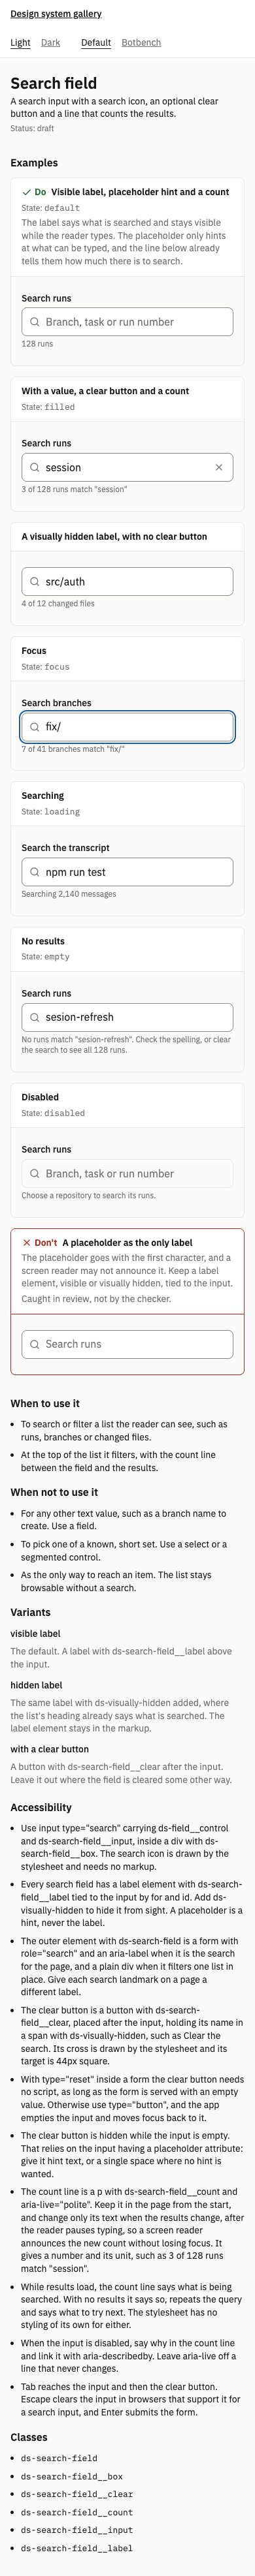 Design system gallery
Light Dark Default Botbench
Search field
A search input with a search icon, an optional clear
button and a line that counts the results.
Status: draft
Examples
Do Visible label, placeholder hint and a count
State: default
The label says what is searched and stays visible
while the reader types. The placeholder only hints
at what can be typed, and the line below already
tells them how much there is to search.
Search runs
Branch, task or run number
128 runs
With a value, a clear button and a count
State: filled
Search runs
session
3 of 128 runs match "session"
A visually hidden label, with no clear button
src/auth
4 of 12 changed files
Focus
State: focus
Search branches
fix/
7 of 41 branches match "fix/"
Searching
State: loading
Search the transcript
npm run test
Searching 2,140 messages
No results
State: empty
Search runs
sesion-refresh
No runs match "sesion-refresh". Check the spelling, or clear
the search to see all 128 runs.
Disabled
State: disabled
Search runs
Branch, task or run number
Choose a repository to search its runs.
Don't A placeholder as the only label
The placeholder goes with the first character, and a
screen reader may not announce it. Keep a label
element, visible or visually hidden, tied to the input.
Caught in review, not by the checker.
Search runs
When to use it
To search or filter a list the reader can see, such as
runs, branches or changed files.
At the top of the list it filters, with the count line
between the field and the results.
When not to use it
For any other text value, such as a branch name to
create. Use a field.
To pick one of a known, short set. Use a select or a
segmented control.
As the only way to reach an item. The list stays
browsable without a search.
Variants
visible label
The default. A label with ds-search-field__label above
the input.
hidden label
The same label with ds-visually-hidden added, where
the list's heading already says what is searched. The
label element stays in the markup.
with a clear button
A button with ds-search-field__clear after the input.
Leave it out where the field is cleared some other way.
Accessibility
Use input type="search" carrying ds-field__control
and ds-search-field__input, inside a div with ds-
search-field__box. The search icon is drawn by the
stylesheet and needs no markup.
Every search field has a label element with ds-search-
field__label tied to the input by for and id. Add ds-
visually-hidden to hide it from sight. A placeholder is a
hint, never the label.
The outer element with ds-search-field is a form with
role="search" and an aria-label when it is the search
for the page, and a plain div when it filters one list in
place. Give each search landmark on a page a
different label.
The clear button is a button with ds-search-
field__clear, placed after the input, holding its name in
a span with ds-visually-hidden, such as Clear the
search. Its cross is drawn by the stylesheet and its
target is 44px square.
With type="reset" inside a form the clear button needs
no script, as long as the form is served with an empty
value. Otherwise use type="button", and the app
empties the input and moves focus back to it.
The clear button is hidden while the input is empty.
That relies on the input having a placeholder attribute:
give it hint text, or a single space where no hint is
wanted.
The count line is a p with ds-search-field__count and
aria-live="polite". Keep it in the page from the start,
and change only its text when the results change, after
the reader pauses typing, so a screen reader
announces the new count without losing focus. It
gives a number and its unit, such as 3 of 128 runs
match "session".
While results load, the count line says what is being
searched. With no results it says so, repeats the query
and says what to try next. The stylesheet has no
styling of its own for either.
When the input is disabled, say why in the count line
and link it with aria-describedby. Leave aria-live off a
line that never changes.
Tab reaches the input and then the clear button.
Escape clears the input in browsers that support it for
a search input, and Enter submits the form.
Classes
ds-search-field
ds-search-field__box
ds-search-field__clear
ds-search-field__count
ds-search-field__input
ds-search-field__label